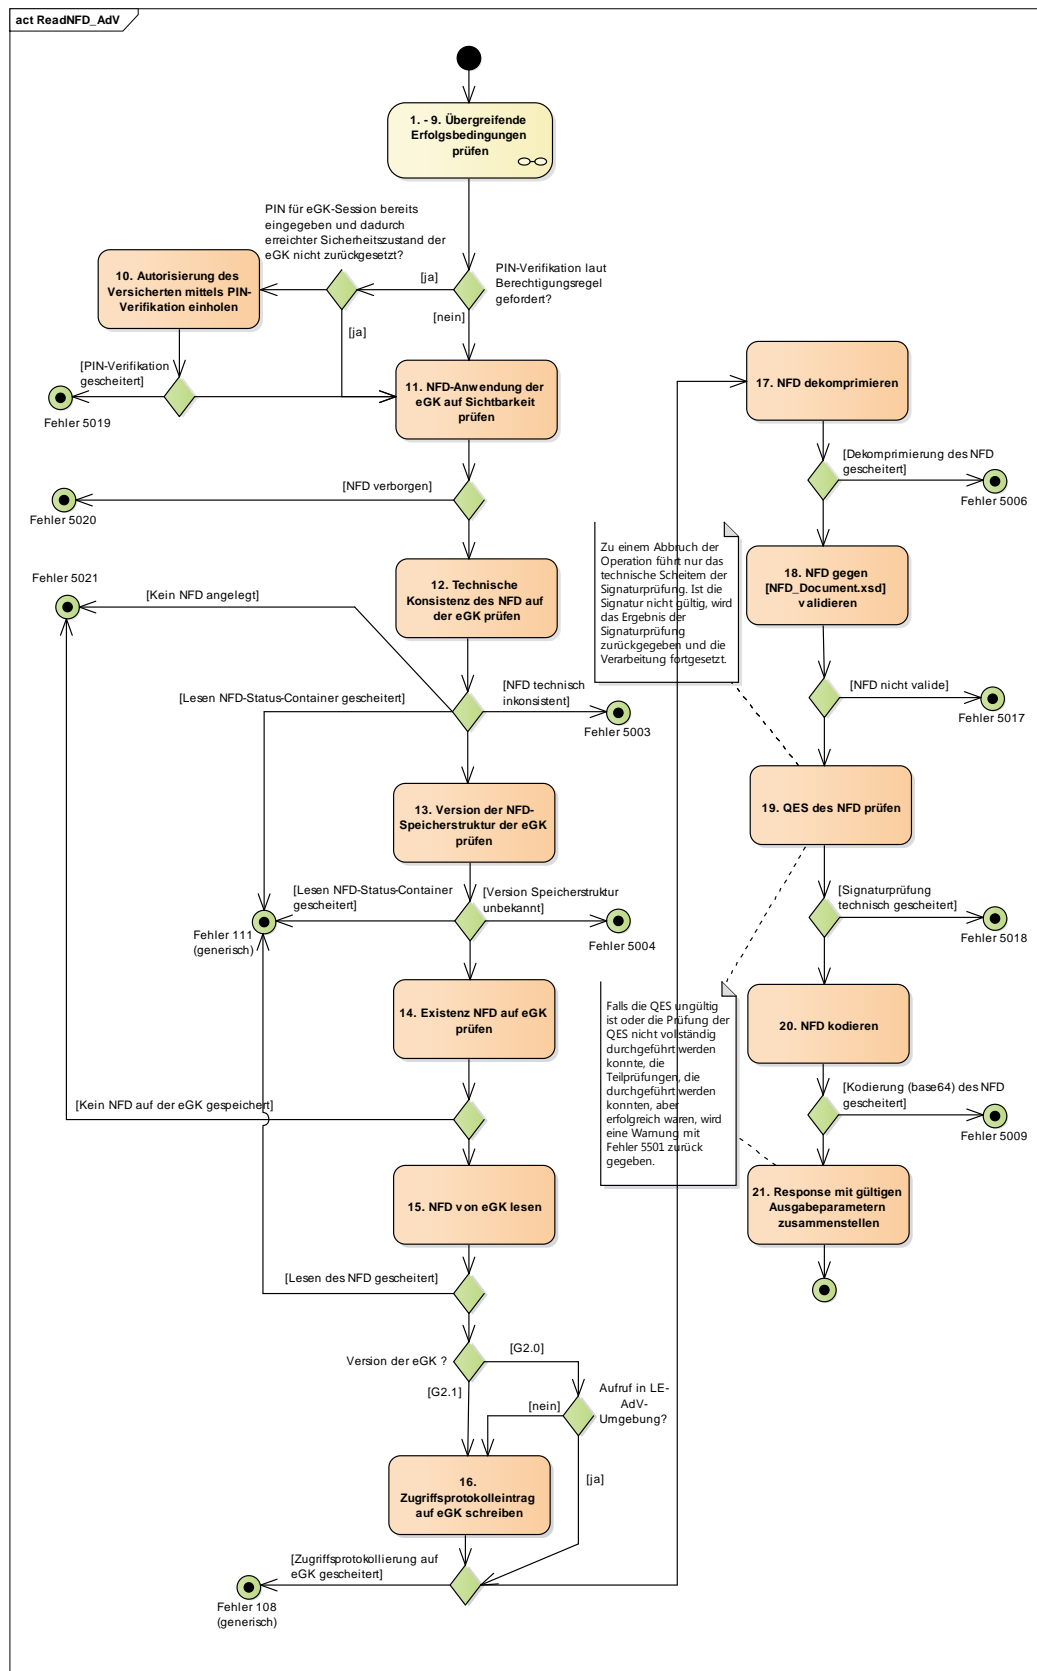 act ReadNFD_AdV
1. - 9. Übergreifende
Erfolgsbedingungen
prüfen
PIN für eGK-Session bereits
eingegeben und dadurch
erreichter Sicherheitszustand der
eGK nicht zurückgesetzt?
10. Autorisierung des
Versicherten mittels PIN-
Verifikation einholen
[ja]
PIN-Verifikation laut
Berechtigungsregel
gefordert?
[nein]
[ja]
[PIN-Verifikation
gescheitert]
Fehler 5019
11. NFD-Anwendung der
eGK auf Sichtbarkeit
prüfen
[NFD verborgen]
Fehler 5020
12. Technische
Konsistenz des NFD auf
der eGK prüfen
Fehler 5021
[Kein NFD angelegt]
[Lesen NFD-Status-Container gescheitert]
[NFD technisch
inkonsistent]
Fehler 5003
13. Version der NFD-
Speicherstruktur der eGK
prüfen
[Lesen NFD-Status-Container
gescheitert]
[Version Speicherstruktur
unbekannt]
Fehler 111
(generisch)
Fehler 5004
14. Existenz NFD auf eGK
prüfen
[Kein NFD auf der eGK gespeichert]
15. NFD von eGK lesen
[Lesen des NFD gescheitert]
Version der eGK ?
[G2.0]
[G2.1]
Aufruf in LE-
AdV-
Umgebung?
[nein]
[ja]
16.
Zugriffsprotokolleintrag
auf eGK schreiben
[Zugriffsprotokollierung auf
eGK gescheitert]
Fehler 108
(generisch)
17. NFD dekomprimieren
[Dekomprimierung des NFD
gescheitert]
Fehler 5006
Zu einem Abbruch der
Operation führt nur das
technische Scheitern der
Signaturprüfung. Ist die
Signatur nicht gültig, wird
das Ergebnis der
Signaturprüfung
zurückgegeben und die
Verarbeitung fortgesetzt.
18. NFD gegen
[NFD_Document.xsd]
validieren
[NFD nicht valide]
Fehler 5017
19. QES des NFD prüfen
[Signaturprüfung
technisch gescheitert]
Fehler 5018
Falls die QES ungültig
ist oder die Prüfung der
QES nicht vollständig
durchgeführt werden
konnte, die
Teilprüfungen, die
durchgeführt werden
konnten, aber
erfolgreich waren, wird
eine Warnung mit
Fehler 5501 zurück
gegeben.
20. NFD kodieren
[Kodierung (base64) des NFD
gescheitert]
Fehler 5009
21. Response mit gültigen
Ausgabeparametern
zusammenstellen